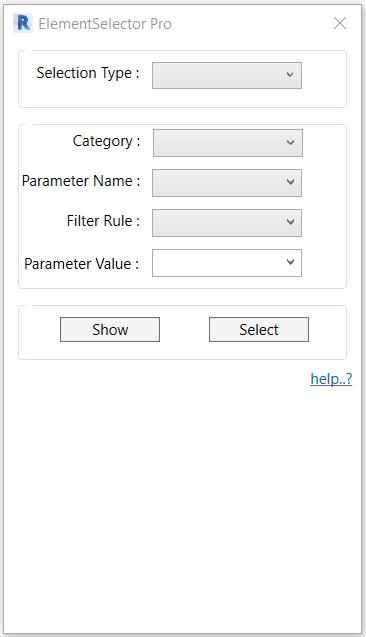 R ElementSelector Pro
Selection Type :
Category :
Parameter Name :
Filter Rule :
Parameter Value :
Show Select
help..?